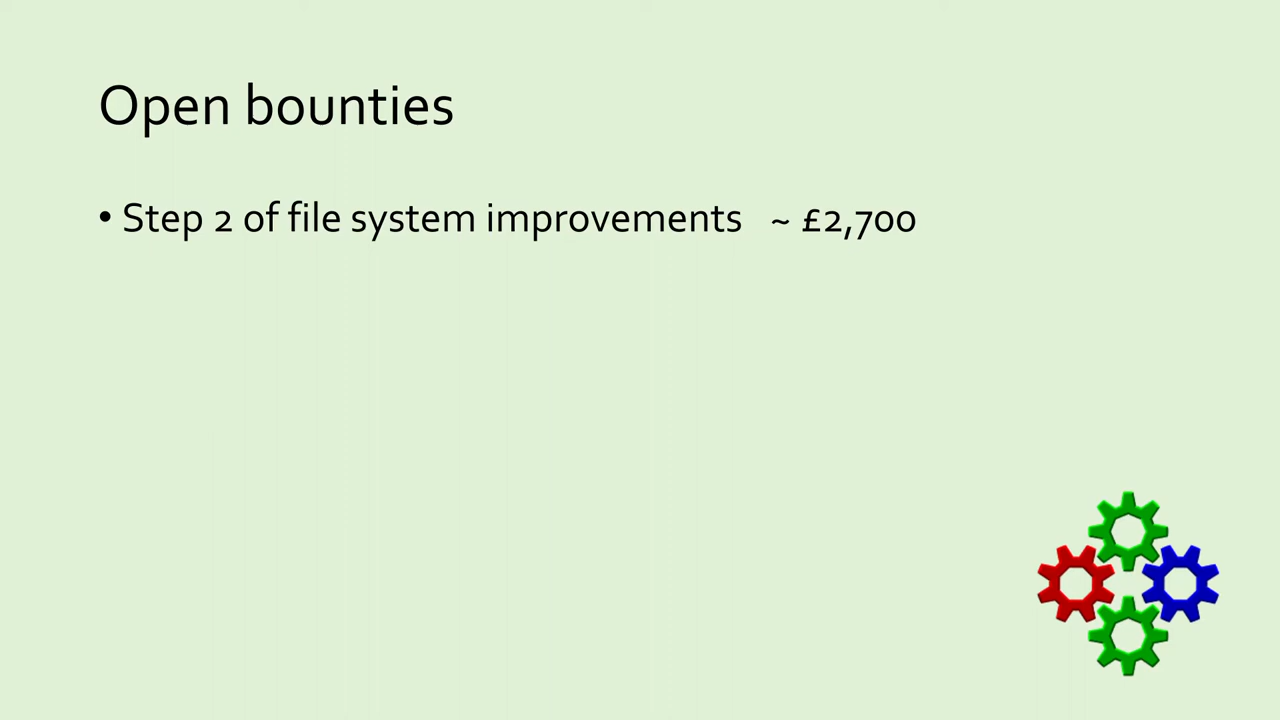 Open bounties
• Step 2 of file system improvements ~ £2,700